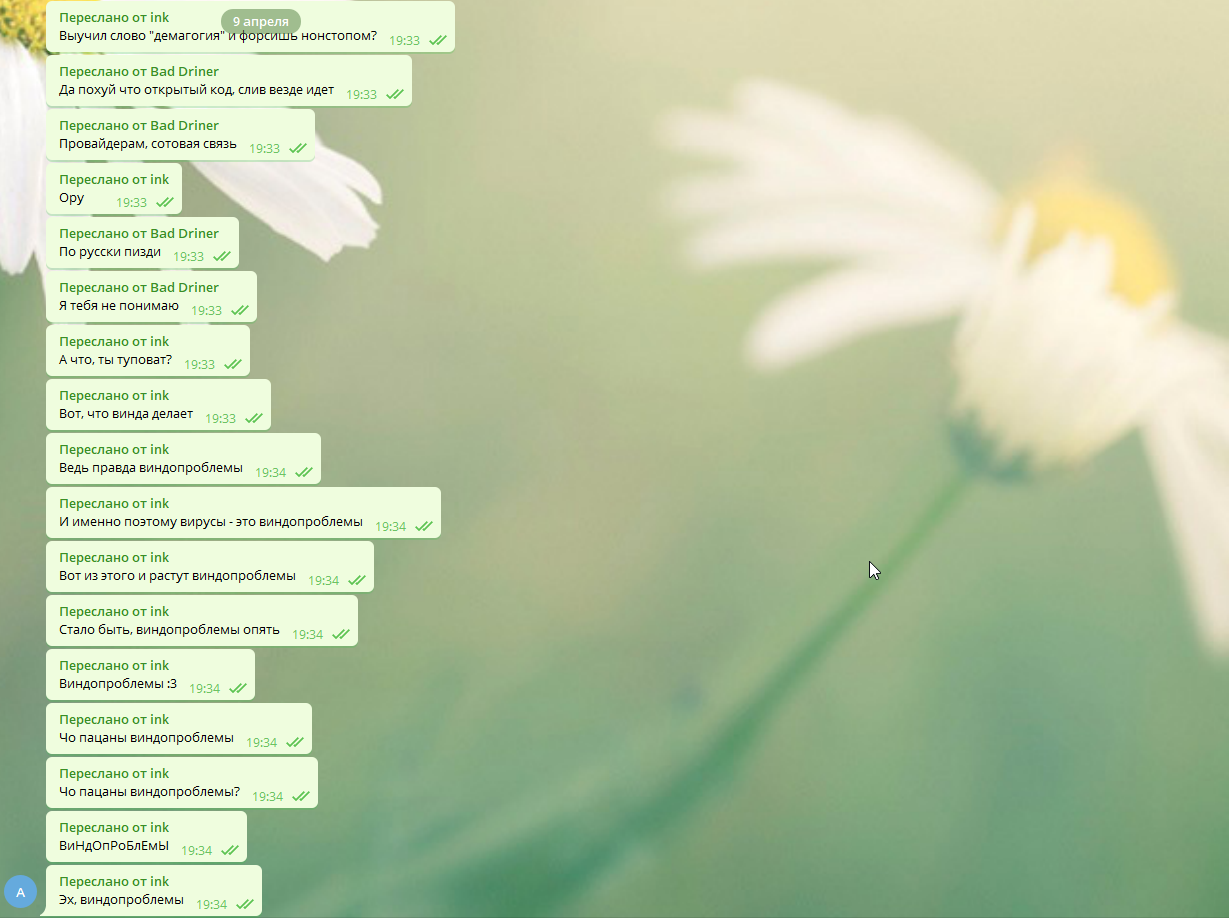 9 апреля
Переслано от ink
Выучил слово "демагогия" и форсишь нонстопом? 19:33
Переслано от Bad Driner
Да похуй что открытый код, слив везде идет 19:33
Переслано от Bad Driner
Провайдерам, сотовая связь 19:33
Переслано от ink
Ору 19:33
Переслано от Bad Driner
По русски пизди 19:33
Переслано от Bad Driner
Я тебя не понимаю 19:33
Переслано от ink
А что, ты туповат? 19:33
Переслано от ink
Вот, что винда делает 19:33
Переслано от ink
Ведь правда виндопроблемы 19:34
Переслано от ink
И именно поэтому вирусы - это виндопроблемы 19:34
Переслано от ink
Вот из этого и растут виндопроблемы 19:34
Переслано от ink
Стало быть, виндопроблемы опять 19:34
Переслано от ink
Виндопроблемы :3 19:34
Переслано от ink
Чо пацаны виндопроблемы 19:34
Переслано от ink
Чо пацаны виндопроблемы? 19:34
Переслано от ink
ВиНдОпРоБлЕмЫ 19:34
Переслано от ink
A Эх, виндопроблемы 19:34